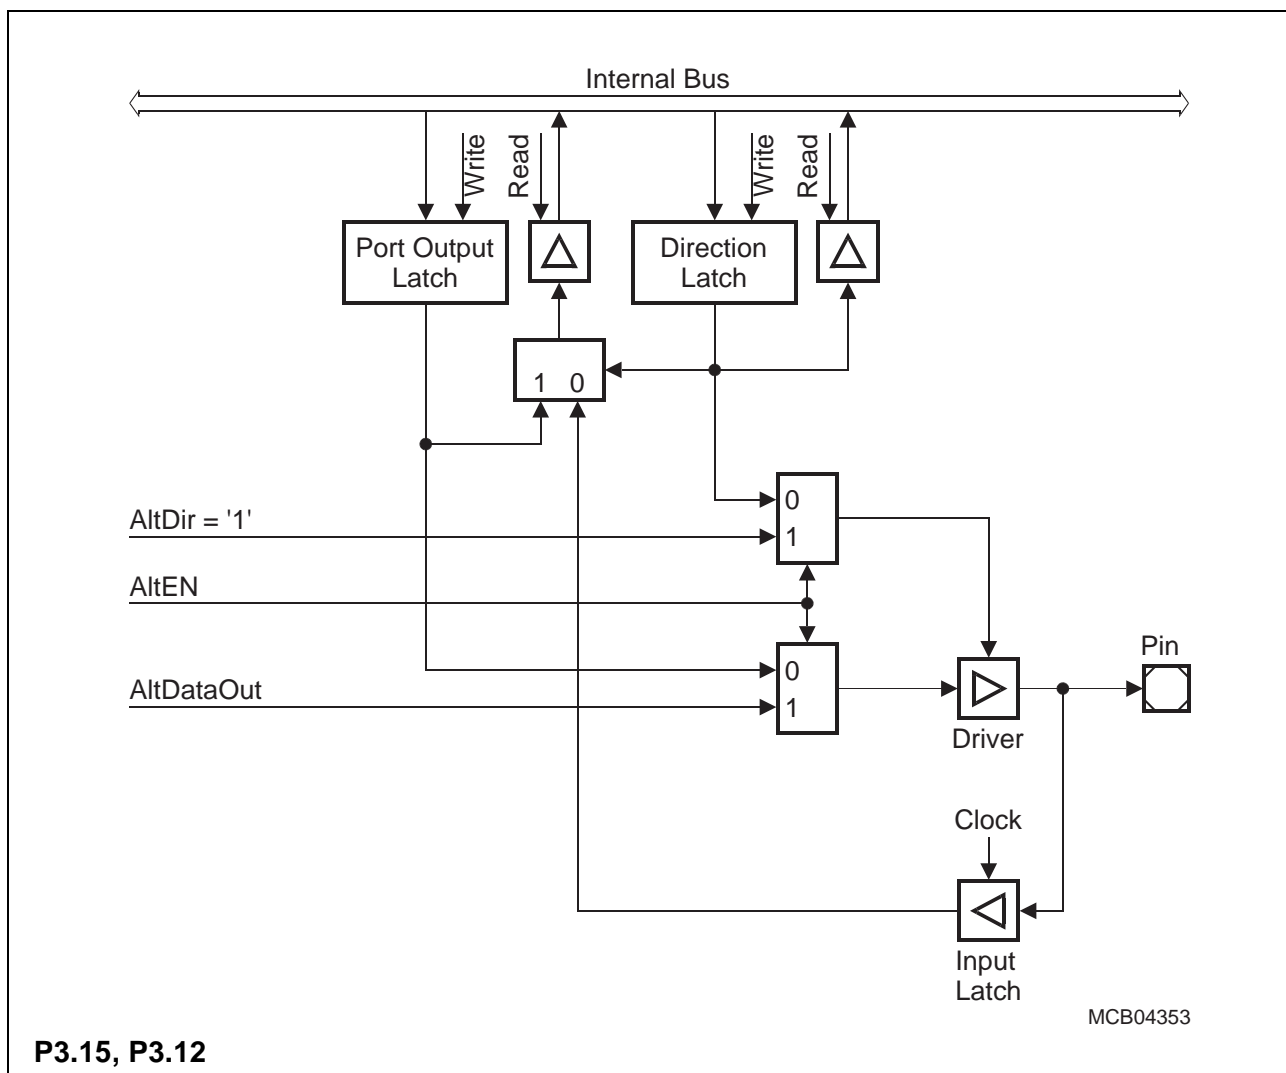 Internal Bus
Write
Read
Write
Read
Port Output
Latch
Direction
Latch
1 0
AltDir = '1'
0
1
AltEN
AltDataOut
0
1
Pin
Driver
Clock
Input
Latch
MCB04353
P3.15, P3.12